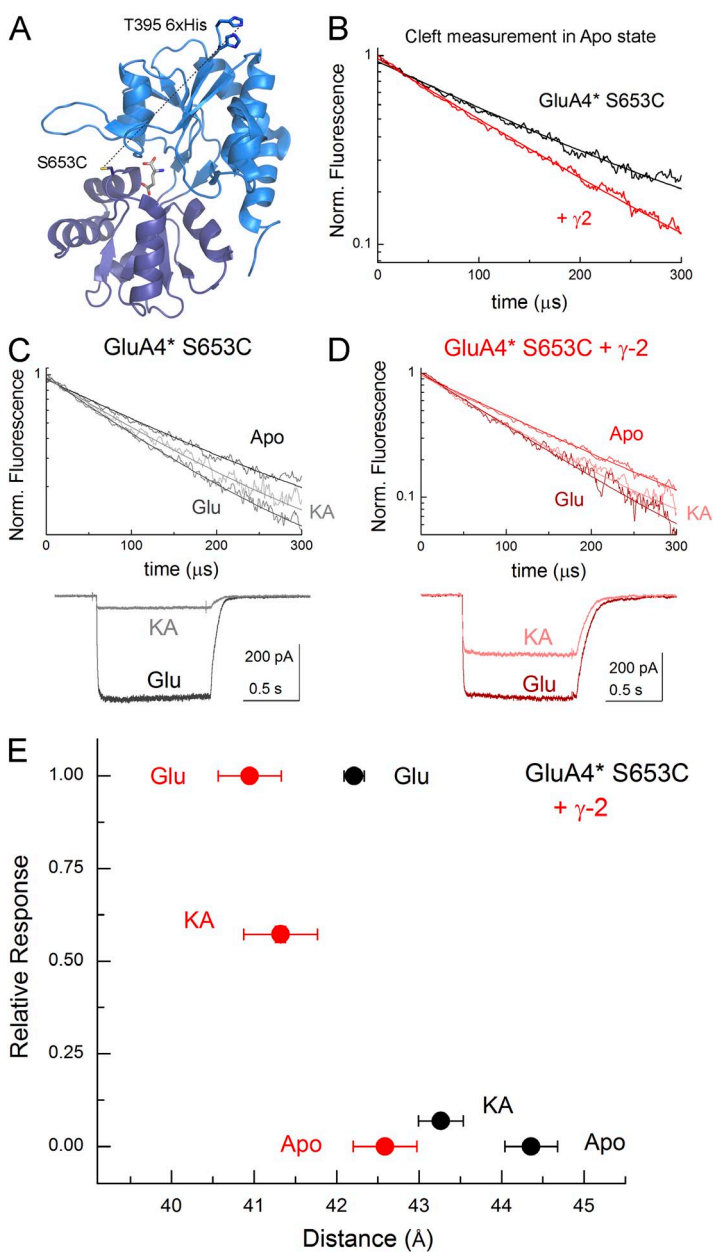 A
T395 6xHis
S653C
B
Cleft measurement in Apo state
Norm. Fluorescence
1
0.1
GluA4* S653C
+ γ2
0
100
200
300
time (μs)
C
GluA4* S653C
Norm. Fluorescence
1
Apo
Glu
KA
0
100
200
300
time (μs)
KA
Glu
200 pA
0.5 s
D
GluA4* S653C + γ-2
Norm. Fluorescence
1
0.1
Apo
Glu
KA
0
100
200
300
time (μs)
KA
Glu
200 pA
0.5 s
E
Relative Response
1.00
0.75
0.50
0.25
0.00
Glu
Glu
GluA4* S653C
+ γ-2
KA
KA
Apo
Apo
40
41
42
43
44
45
Distance (Å)